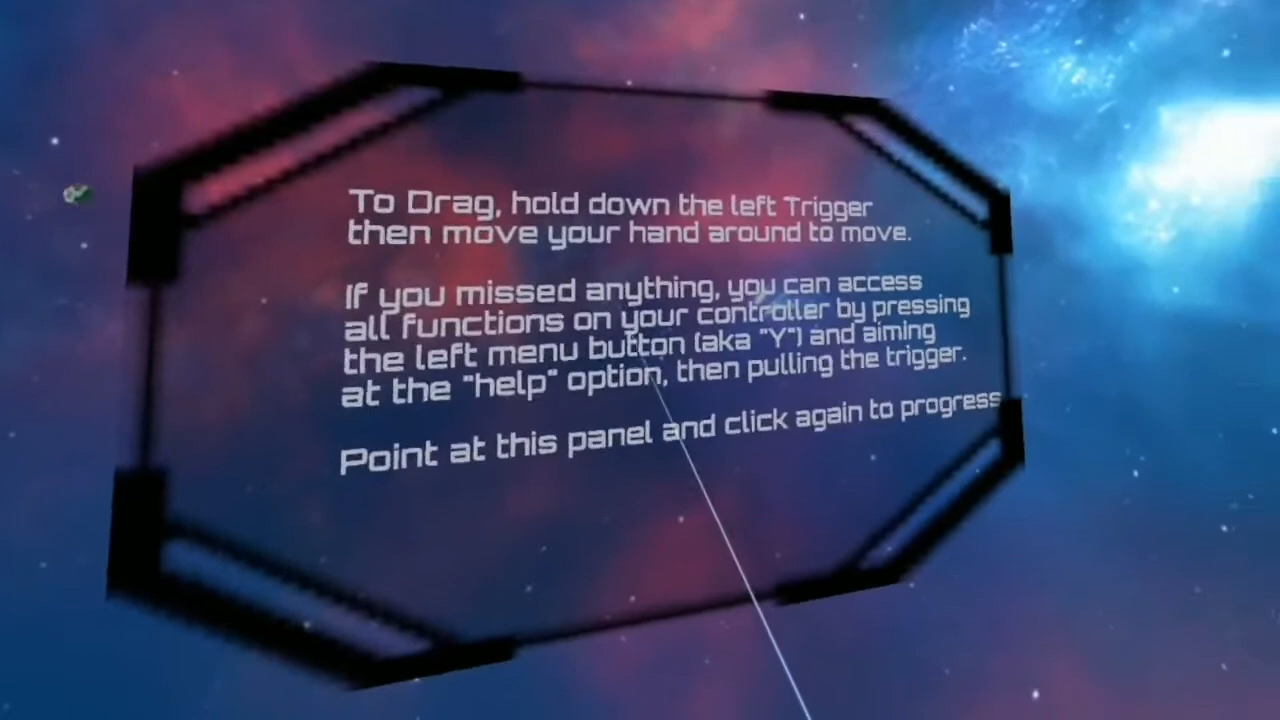 To Drag, hold down the left Trigger
then move your hand around to move.
If you missed anything, you can access
all functions on your controller by pressing
the left menu button (aka "Y") and aiming
at the "help" option, then pulling the trigger.
Point at this panel and click again to progress